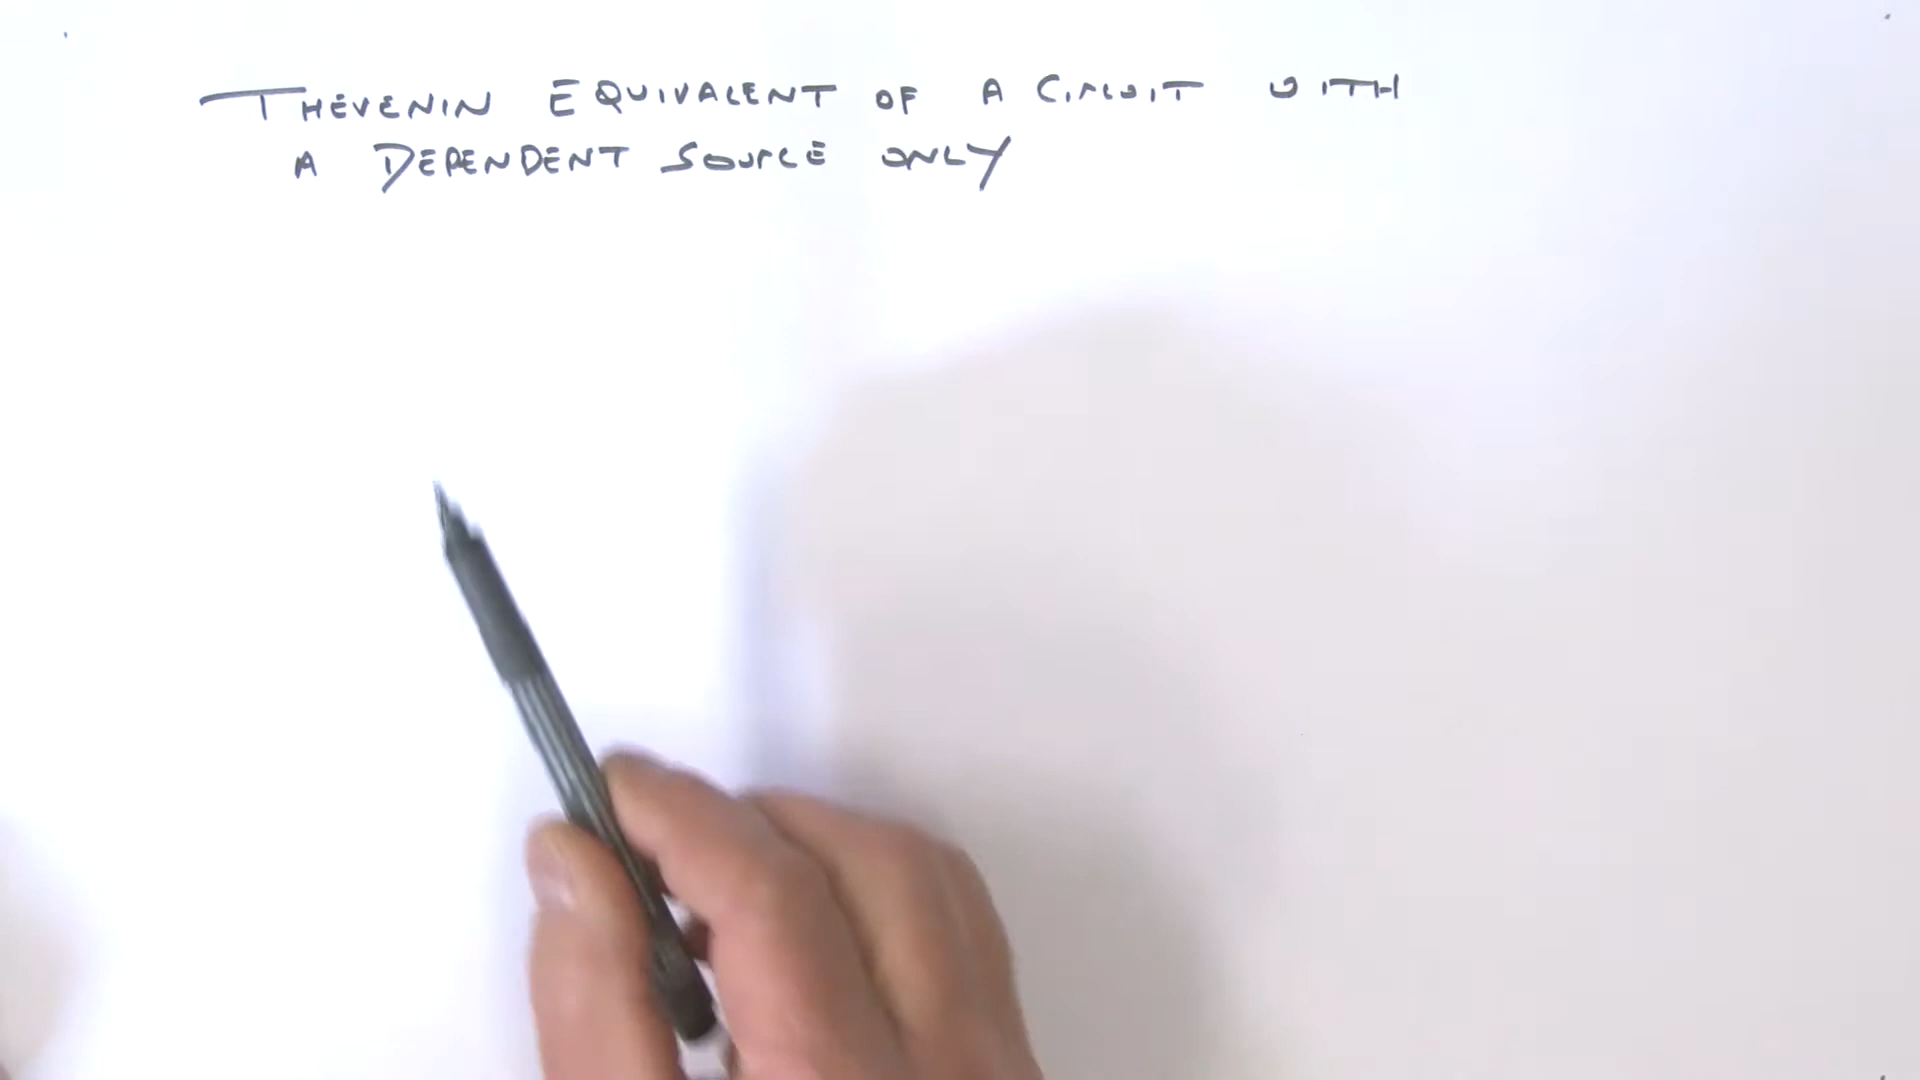 THEVENIN EQUIVALENT OF A CIRCUIT WITH
A DEPENDENT SOURCE ONLY